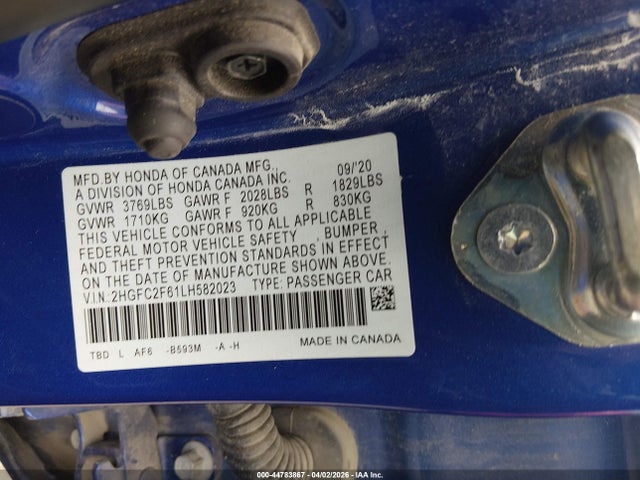 MFD.BY HONDA OF CANADA MFG., 09/'20
A DIVISION OF HONDA CANADA INC.
GVWR 3769LBS GAWR F 2028LBS R 1829LBS
GVWR 1710KG GAWR F 920KG R 830KG
THIS VEHICLE CONFORMS TO ALL APPLICABLE
FEDERAL MOTOR VEHICLE SAFETY , BUMPER ,
AND THEFT PREVENTION STANDARDS IN EFFECT
ON THE DATE OF MANUFACTURE SHOWN ABOVE.
V.I.N.: 2HGFC2F61LH582023 TYPE: PASSENGER CAR
TBD L AF6 -B593M -A -H MADE IN CANADA
000-44783867 | 04/02/2026 | IAA Inc.